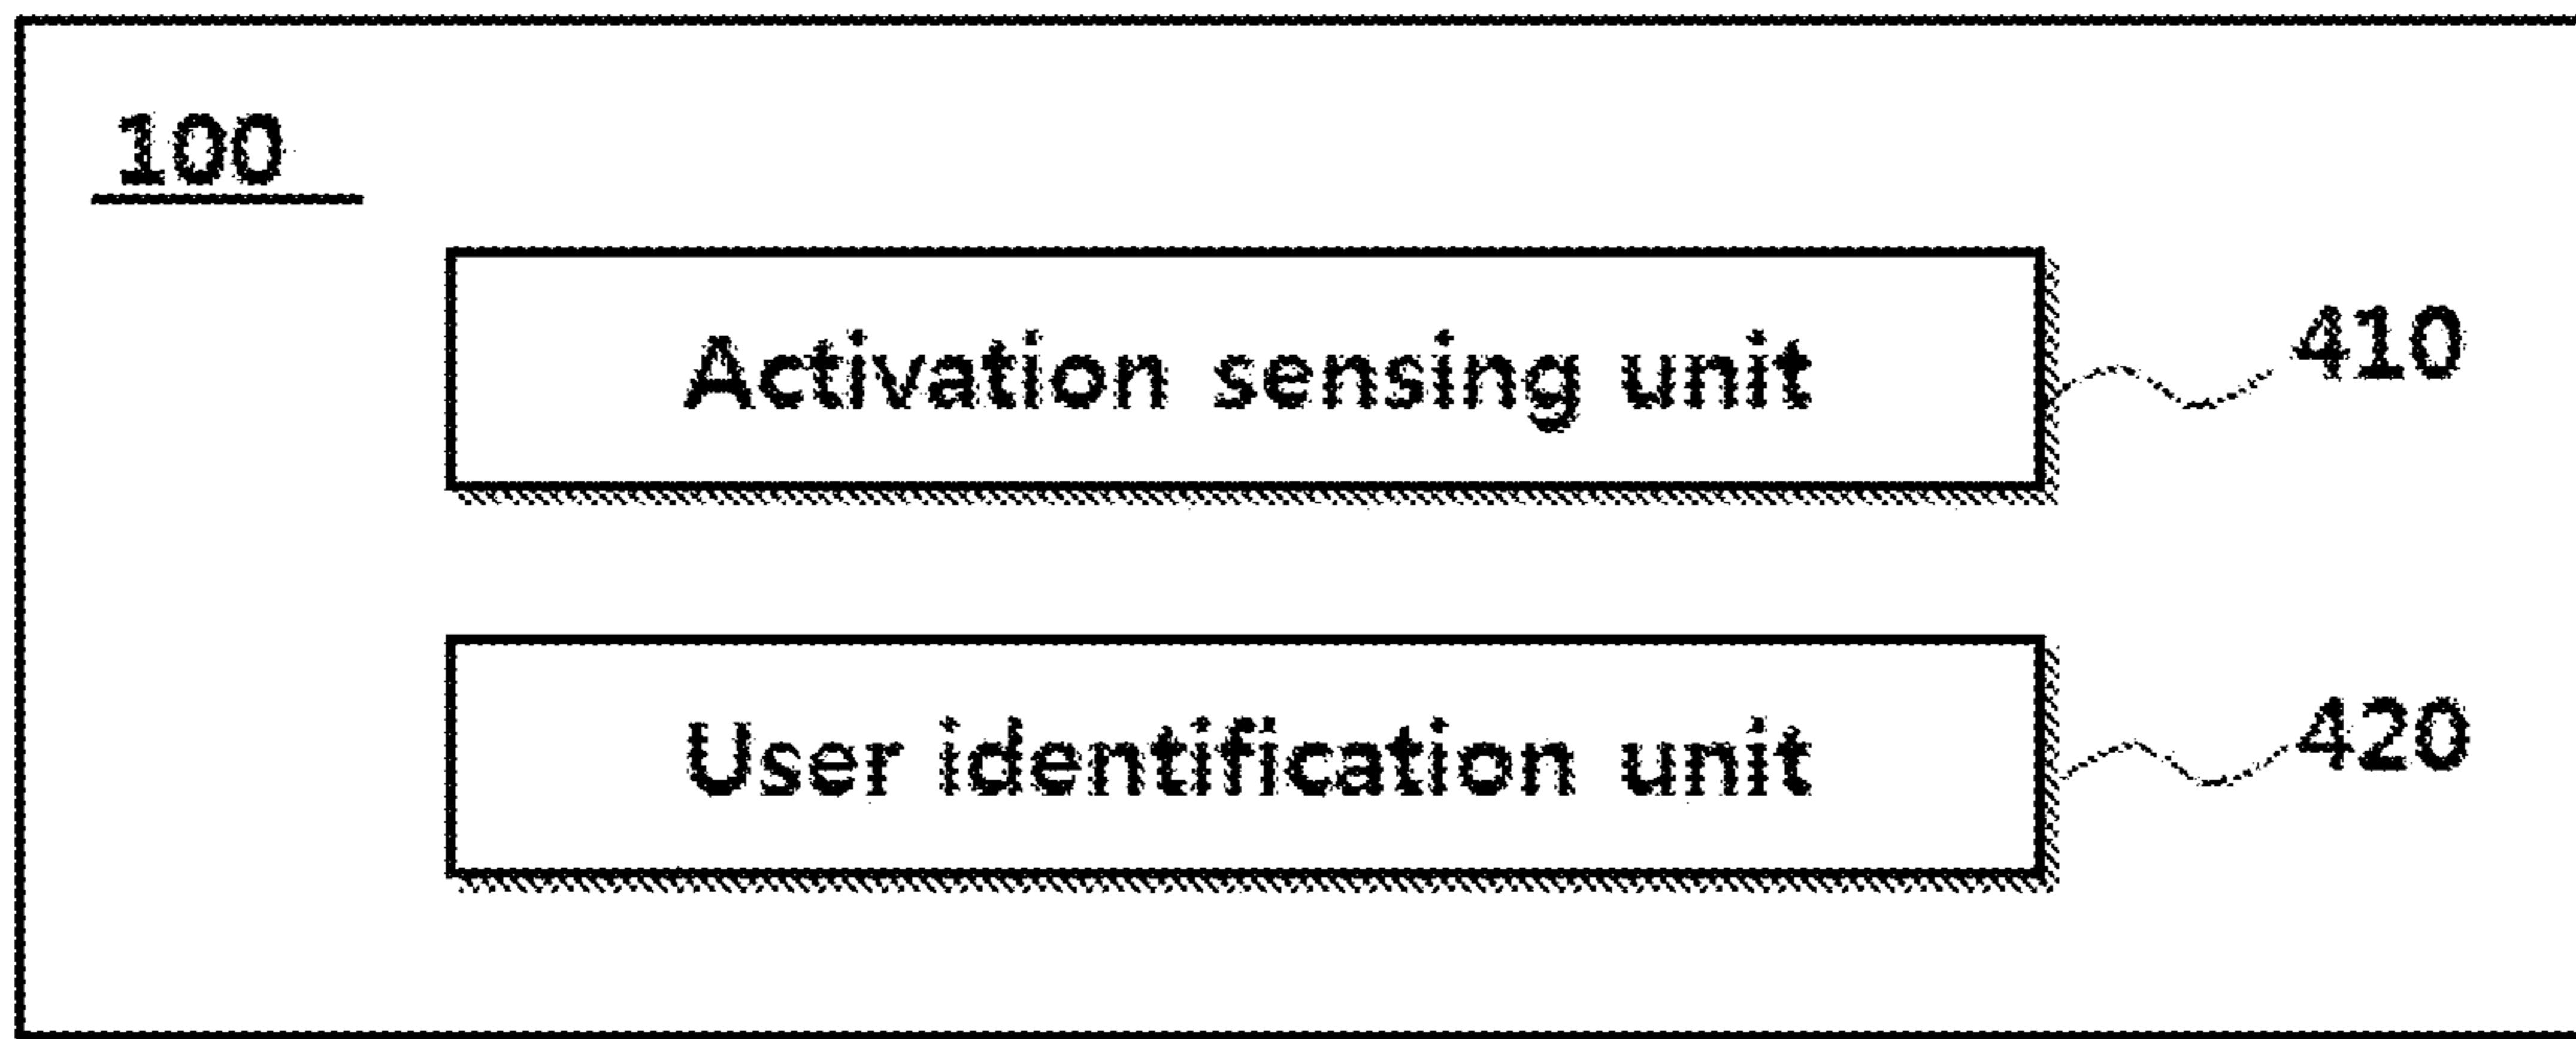 100
Activation sensing unit
410
User identification unit
420